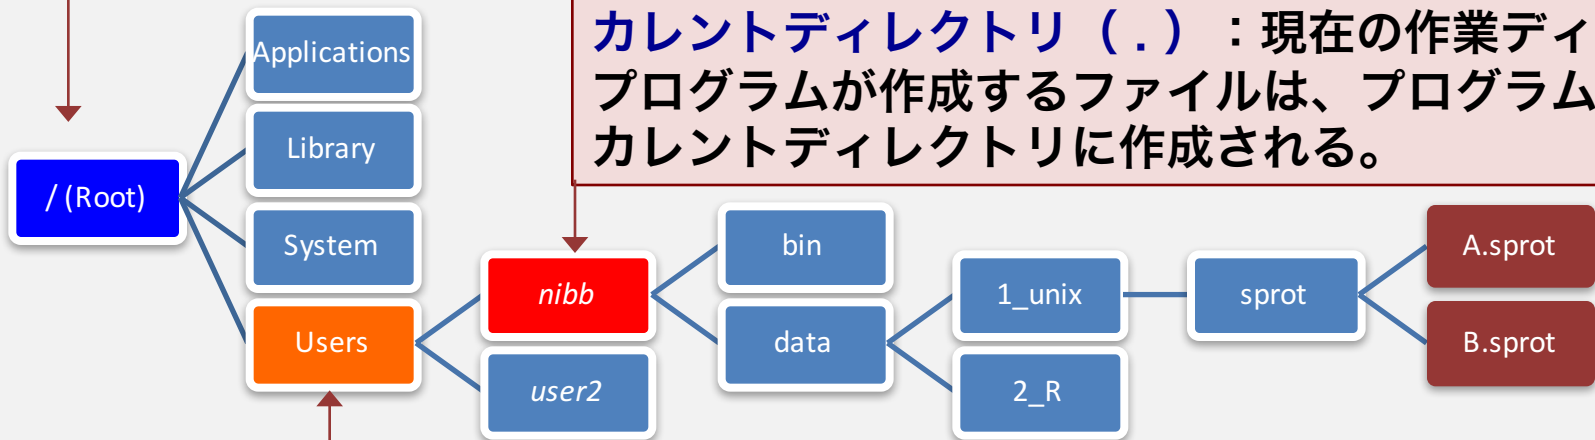 カレントディレクトリ（ . ）：現在の作業ディ
プログラムが作成するファイルは、プログラム
カレントディレクトリに作成される。
/ (Root)
Applications
Library
System
Users
nibb
user2
bin
data
1_unix
2_R
sprot
A.sprot
B.sprot